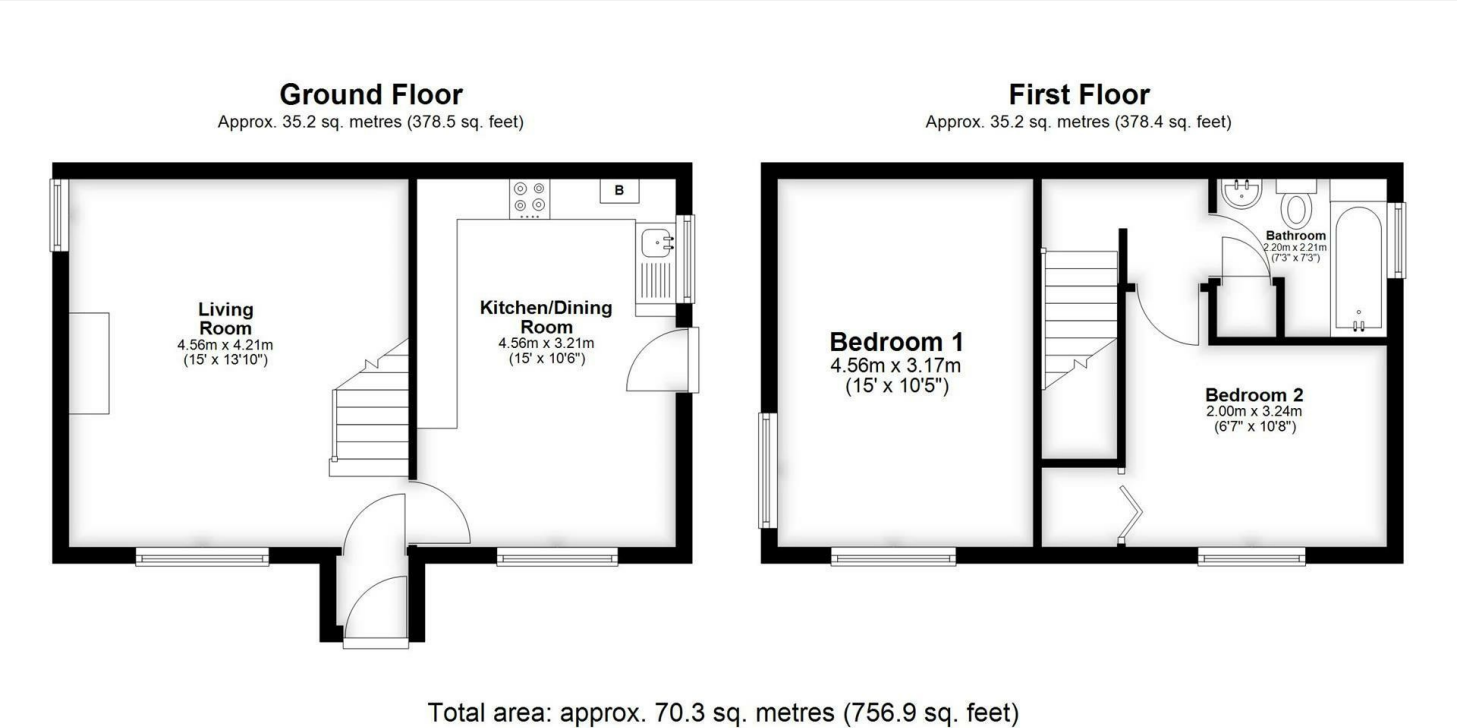 Ground Floor
Approx. 35.2 sq. metres (378.5 sq. feet)
B
Living
Room
4.56m x 4.21m
(15' x 13'10")
Kitchen/Dining
Room
4.56m x 3.21m
(15' x 10'6")
First Floor
Approx. 35.2 sq. metres (378.4 sq. feet)
Bathroom
2.20m x 2.21m
(7'3" x 7'3")
Bedroom 1
4.56m x 3.17m
(15' x 10'5")
Bedroom 2
2.00m x 3.24m
(6'7" x 10'8")
Total area: approx. 70.3 sq. metres (756.9 sq. feet)